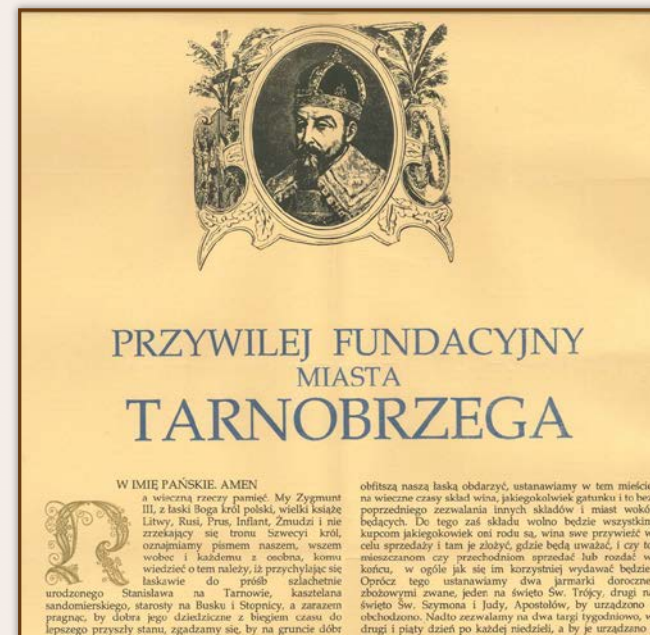 PRZYWILEJ FUNDACYJNY
MIASTA
TARNOBRZEGA
W IMIĘ PAŃSKIE. AMEN
Na wieczną rzeczy pamięć. My Zygmunt
III, z łaski Boga król polski, wielki książę
Litwy, Rusi, Prus, Inflant, Żmudzi i nie
zrzekający się tronu Szwecyi król,
oznajmiamy pismem naszem, wszem
wobec i każdemu z osobna, komu
wiedzieć o tem należy, iż przychylając się
łaskawie do próśb szlachetnie
urodzonego Stanisława na Tarnowie, kasztelana
sandomierskiego, starosty na Busku i Stopnicy, a zarazem
pragnąc, by dobra jego dziedziczne z biegiem czasu do
lepszego przyszły stanu, zgadzamy się, by na gruncie dóbr
obfitszą naszą łaską obdarzyć, ustanawiamy w tem mieście
na wieczne czasy skład wina, jakiegokolwiek gatunku i to bez
poprzedniego zezwalania innych składów i miast wokół
będących. Do tego zaś składu wolno będzie wszystkim
kupcom jakiegokowiek oni rodu są, wina swe przywieźć w
celu sprzedaży i tam je złożyć, gdzie będą uważać, i czy to
mieszczanom czy przechodniom sprzedać lub rozdać w
końcu, w ogóle jak się im korzystniej wydawać będzie.
Oprócz tego ustanawiamy dwa jarmarki doroczne
zbożowymi zwane, jeden na święto Św. Trójcy, drugi na
święto Św. Szymona i Judy, Apostołów, by urządzono i
obchodzono. Nadto zezwalamy na dwa targi tygodniowo, w
drugi i piąty dzień po każdej niedzieli, a by je urządzano